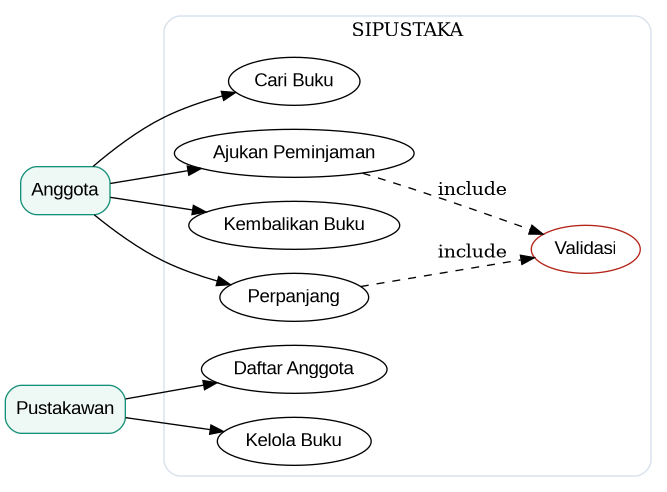 SIPUSTAKA
Cari Buku
Ajukan Peminjaman
include
Anggota
Kembalikan Buku
include
Validasi
Perpanjang
Daftar Anggota
Pustakawan
Kelola Buku